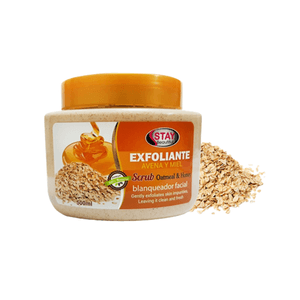 STAY
EXFOLIANTE
AVENA Y MIEL
Scrub Oatmeal & Honey
blanqueador facial
Gently exfoliates skin impurities,
Leaving it clean and fresh
500ml